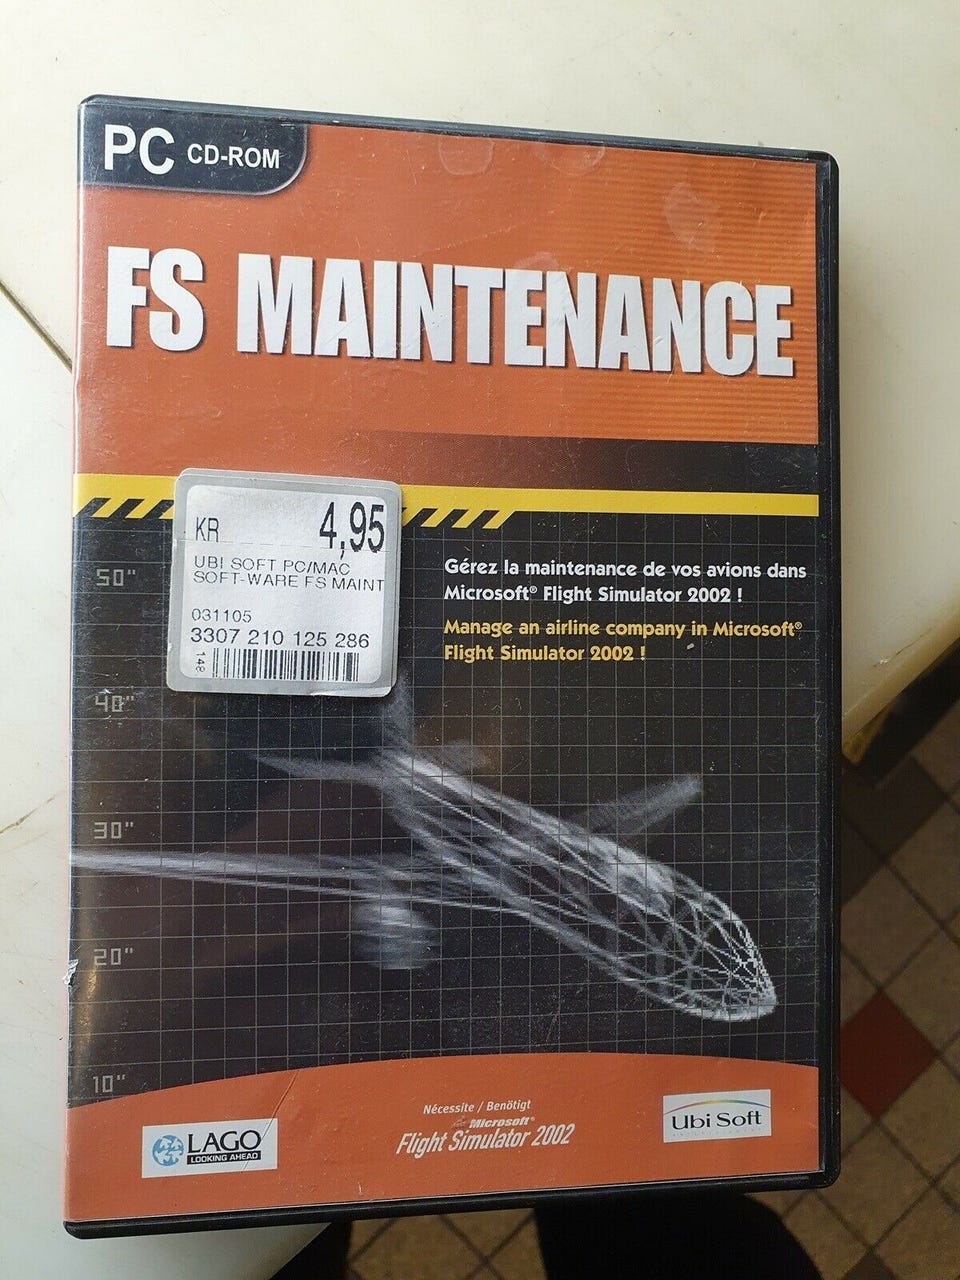 PC CD-ROM
FS MAINTENANCE
KR 4,95
UBI SOFT PC/MAC
SOFT-WARE FS MAINT
031105
3307 210 125 286
148
Gérez la maintenance de vos avions dans
Microsoft® Flight Simulator 2002 !
Manage an airline company in Microsoft®
Flight Simulator 2002 !
50"
40"
30"
20"
10"
LAGO
LOOKING AHEAD
Nécessite / Benötigt
Microsoft®
Flight Simulator 2002
Ubi Soft